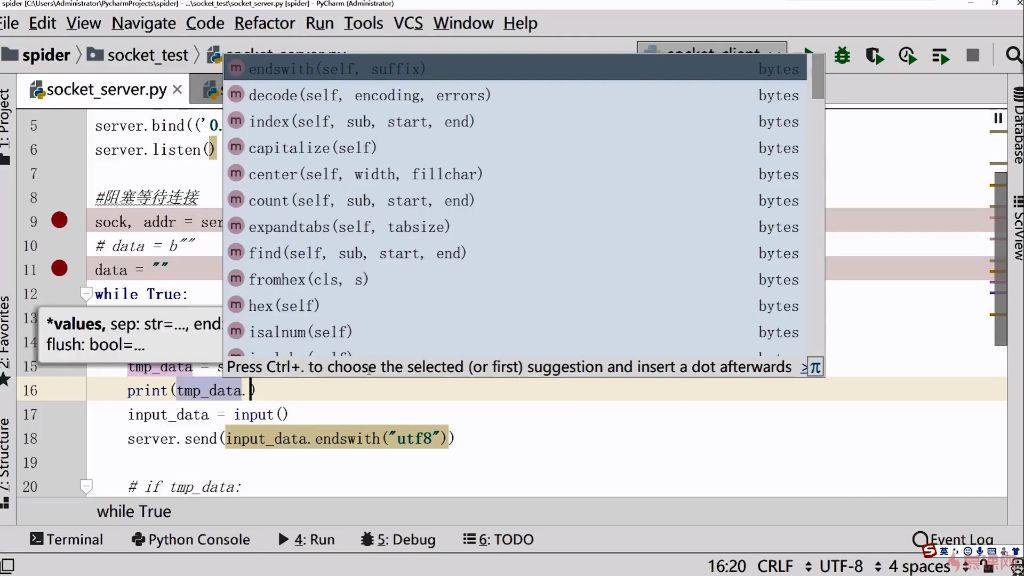 spider [C:\Users\Administrator\PycharmProjects\spider] - ...\socket_test\socket_server.py [spider] - PyCharm (Administrator)
File Edit View Navigate Code Refactor Run Tools VCS Window Help
spider socket_test socket_server.py socket_client
socket_server.py
1: Project
2: Favorites
7: Structure
Database
SciView
5 server.bind(('0.
6 server.listen()
7
8 #阻塞等待连接
9 sock, addr = ser
10 # data = b""
11 data = ""
12 while True:
13
14
15 tmp_data = s
16 print(tmp_data.)
17 input_data = input()
18 server.send(input_data.endswith("utf8"))
19
20 # if tmp_data:
*values, sep: str=..., end
flush: bool=...
endswith(self, suffix) bytes
decode(self, encoding, errors) bytes
index(self, sub, start, end) bytes
capitalize(self) bytes
center(self, width, fillchar) bytes
count(self, sub, start, end) bytes
expandtabs(self, tabsize) bytes
find(self, sub, start, end) bytes
fromhex(cls, s) bytes
hex(self) bytes
isalnum(self) bytes
Press Ctrl+. to choose the selected (or first) suggestion and insert a dot afterwards >> π
while True
Terminal Python Console 4: Run 5: Debug 6: TODO Event Log
16:20 CRLF UTF-8 4 spaces
英